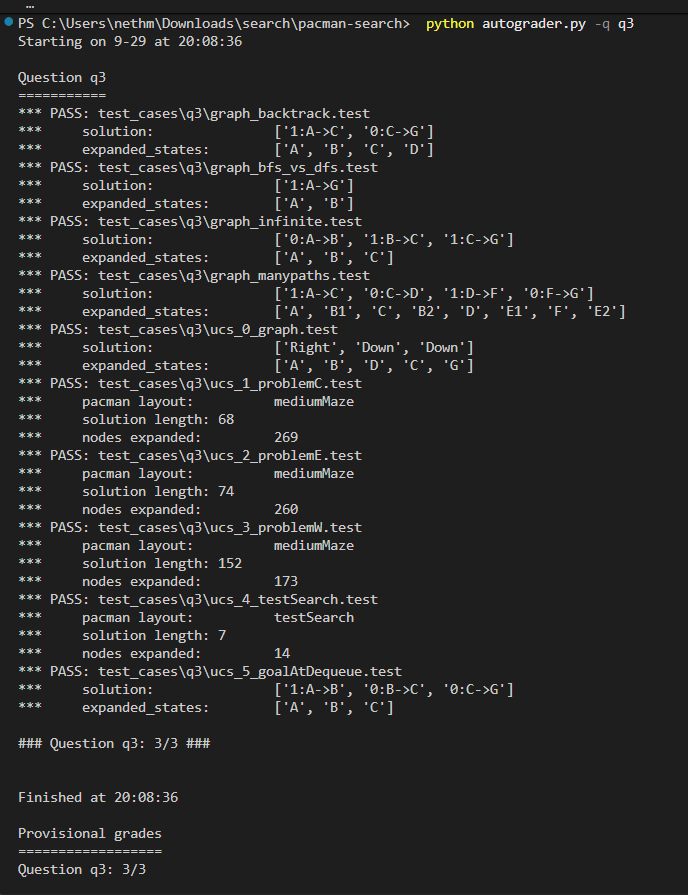 ...
PS C:\Users\nethm\Downloads\search\pacman-search>  python autograder.py -q q3
Starting on 9-29 at 20:08:36

Question q3
===========
*** PASS: test_cases\q3\graph_backtrack.test
***     solution:               ['1:A->C', '0:C->G']
***     expanded_states:        ['A', 'B', 'C', 'D']
*** PASS: test_cases\q3\graph_bfs_vs_dfs.test
***     solution:               ['1:A->G']
***     expanded_states:        ['A', 'B']
*** PASS: test_cases\q3\graph_infinite.test
***     solution:               ['0:A->B', '1:B->C', '1:C->G']
***     expanded_states:        ['A', 'B', 'C']
*** PASS: test_cases\q3\graph_manypaths.test
***     solution:               ['1:A->C', '0:C->D', '1:D->F', '0:F->G']
***     expanded_states:        ['A', 'B1', 'C', 'B2', 'D', 'E1', 'F', 'E2']
*** PASS: test_cases\q3\ucs_0_graph.test
***     solution:               ['Right', 'Down', 'Down']
***     expanded_states:        ['A', 'B', 'D', 'C', 'G']
*** PASS: test_cases\q3\ucs_1_problemC.test
***     pacman layout:          mediumMaze
***     solution length: 68
***     nodes expanded:         269
*** PASS: test_cases\q3\ucs_2_problemE.test
***     pacman layout:          mediumMaze
***     solution length: 74
***     nodes expanded:         260
*** PASS: test_cases\q3\ucs_3_problemW.test
***     pacman layout:          mediumMaze
***     solution length: 152
***     nodes expanded:         173
*** PASS: test_cases\q3\ucs_4_testSearch.test
***     pacman layout:          testSearch
***     solution length: 7
***     nodes expanded:         14
*** PASS: test_cases\q3\ucs_5_goalAtDequeue.test
***     solution:               ['1:A->B', '0:B->C', '0:C->G']
***     expanded_states:        ['A', 'B', 'C']

### Question q3: 3/3 ###


Finished at 20:08:36

Provisional grades
==================
Question q3: 3/3